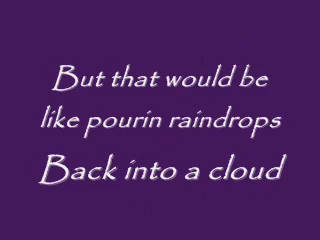 But that would be
like pourin raindrops
Back into a cloud